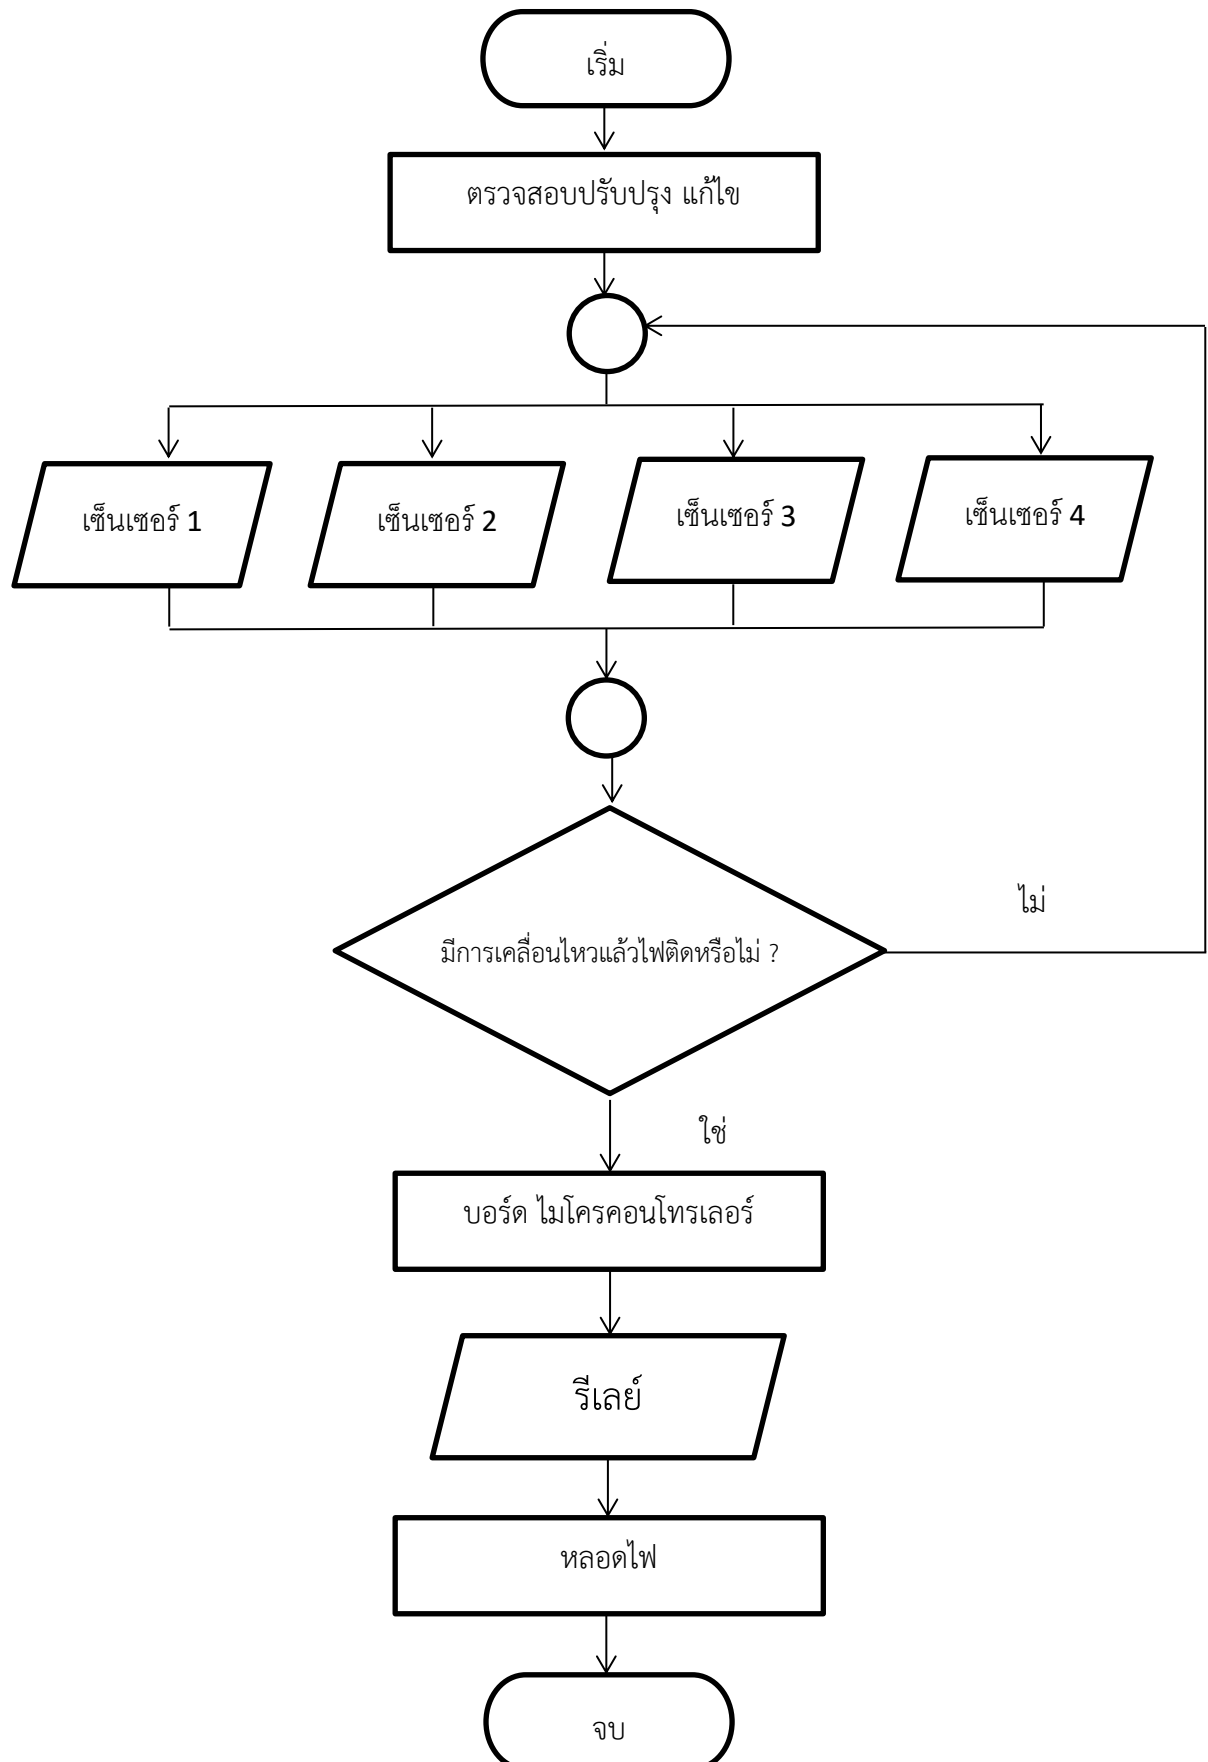 เริ่ม
ตรวจสอบปรับปรุง แก้ไข
เซ็นเซอร์ 1
เซ็นเซอร์ 2
เซ็นเซอร์ 3
เซ็นเซอร์ 4
ไม่
มีการเคลื่อนไหวแล้วไฟติดหรือไม่ ?
ใช่
บอร์ด ไมโครคอนโทรเลอร์
รีเลย์
หลอดไฟ
จบ